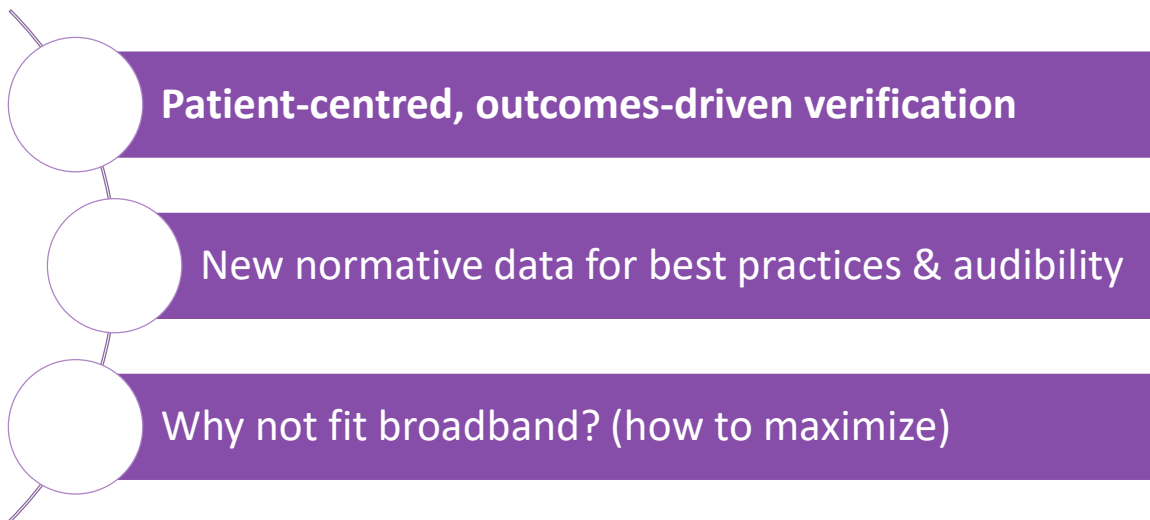 Patient-centred, outcomes-driven verification
New normative data for best practices & audibility
Why not fit broadband? (how to maximize)